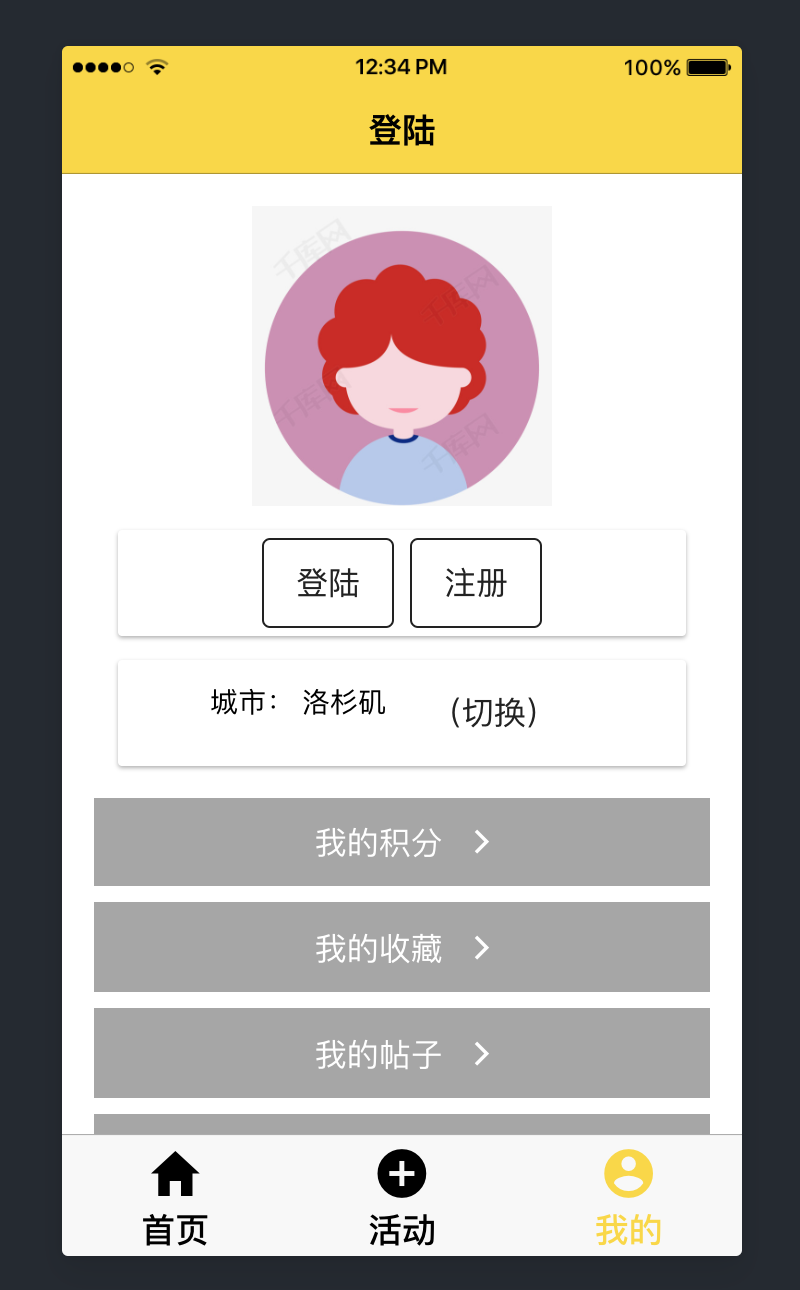 12:34 PM
100%
登陆
千库网
千库网
千库网
千库网
登陆
注册
城市： 洛杉矶
(切换)
我的积分
我的收藏
我的帖子
首页
活动
我的